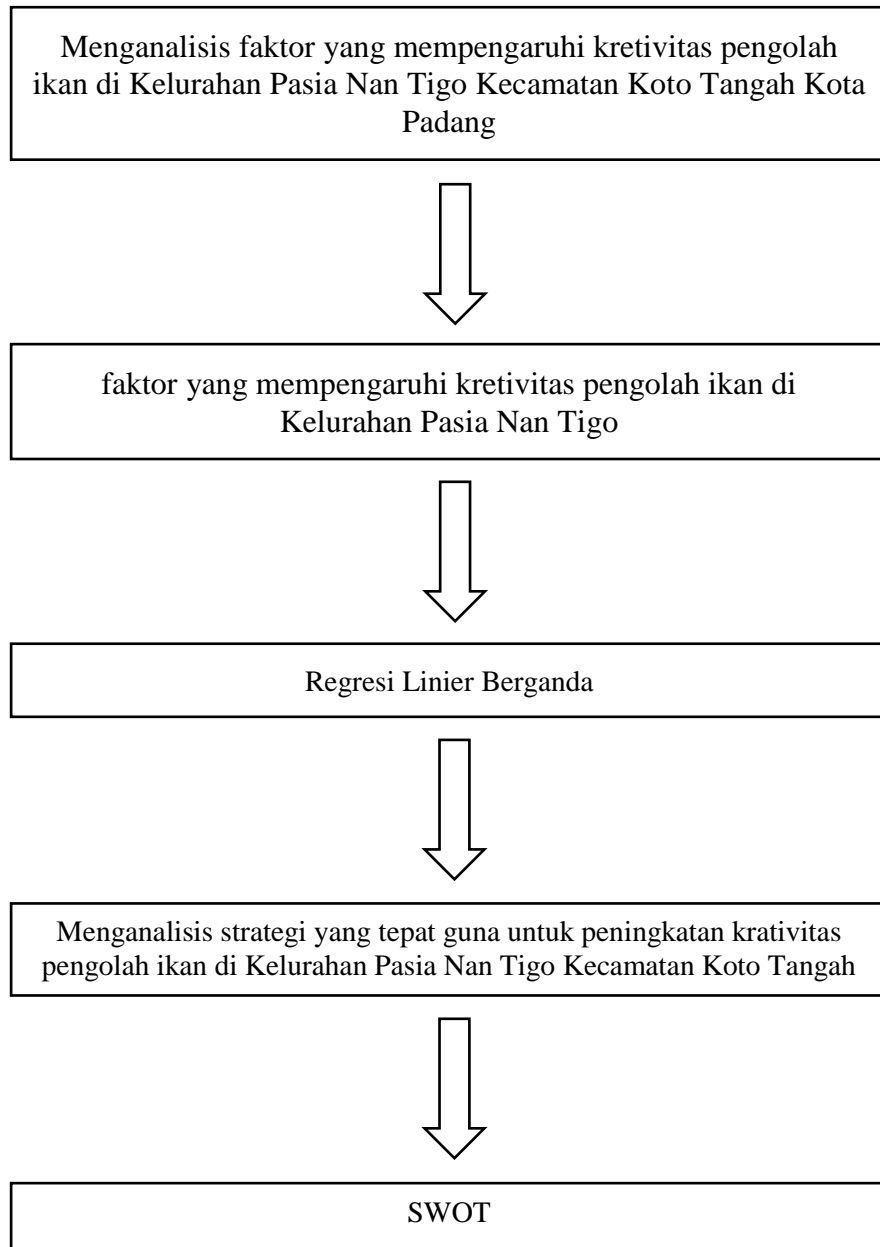 Menganalisis faktor yang mempengaruhi kretivitas pengolah
ikan di Kelurahan Pasia Nan Tigo Kecamatan Koto Tangah Kota
Padang
faktor yang mempengaruhi kretivitas pengolah ikan di
Kelurahan Pasia Nan Tigo
Regresi Linier Berganda
Menganalisis strategi yang tepat guna untuk peningkatan krativitas
pengolah ikan di Kelurahan Pasia Nan Tigo Kecamatan Koto Tangah
SWOT